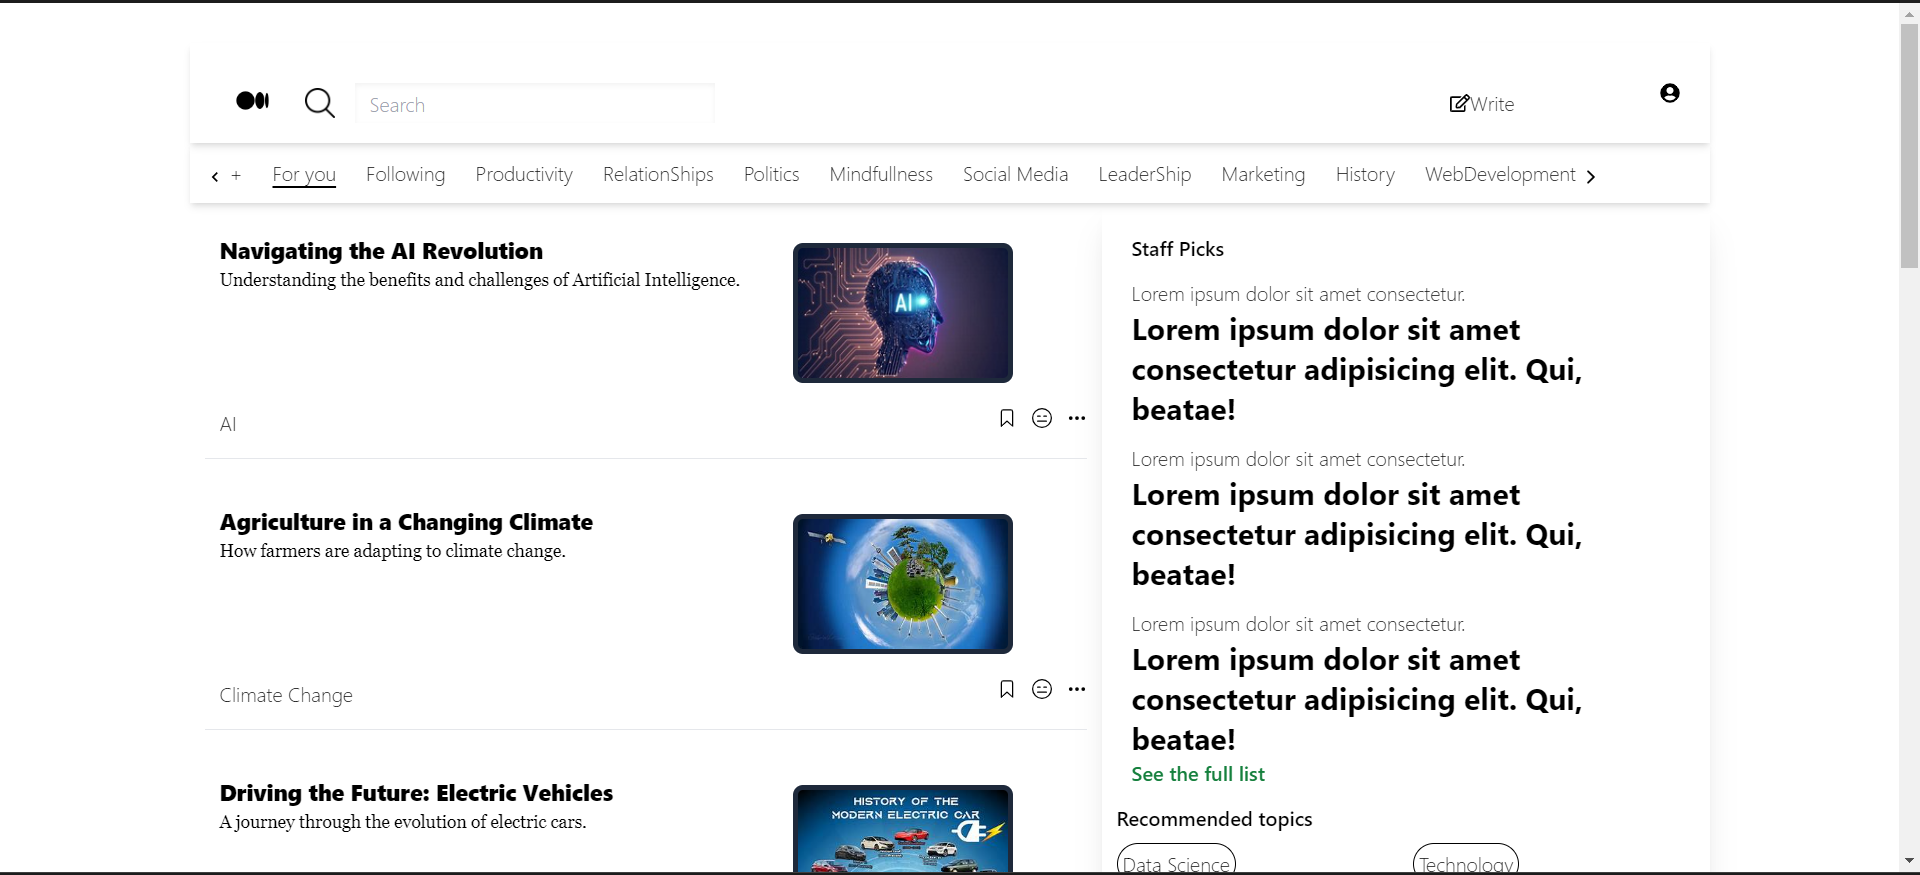 Search
Write
+ For you Following Productivity RelationShips Politics Mindfullness Social Media LeaderShip Marketing History WebDevelopment
Navigating the AI Revolution
Understanding the benefits and challenges of Artificial Intelligence.
AI
AI
Agriculture in a Changing Climate
How farmers are adapting to climate change.
Climate Change
Driving the Future: Electric Vehicles
A journey through the evolution of electric cars.
HISTORY OF THE
MODERN ELECTRIC CAR
Staff Picks
Lorem ipsum dolor sit amet consectetur.
Lorem ipsum dolor sit amet
consectetur adipisicing elit. Qui,
beatae!
Lorem ipsum dolor sit amet consectetur.
Lorem ipsum dolor sit amet
consectetur adipisicing elit. Qui,
beatae!
Lorem ipsum dolor sit amet consectetur.
Lorem ipsum dolor sit amet
consectetur adipisicing elit. Qui,
beatae!
See the full list
Recommended topics
Data Science
Technology